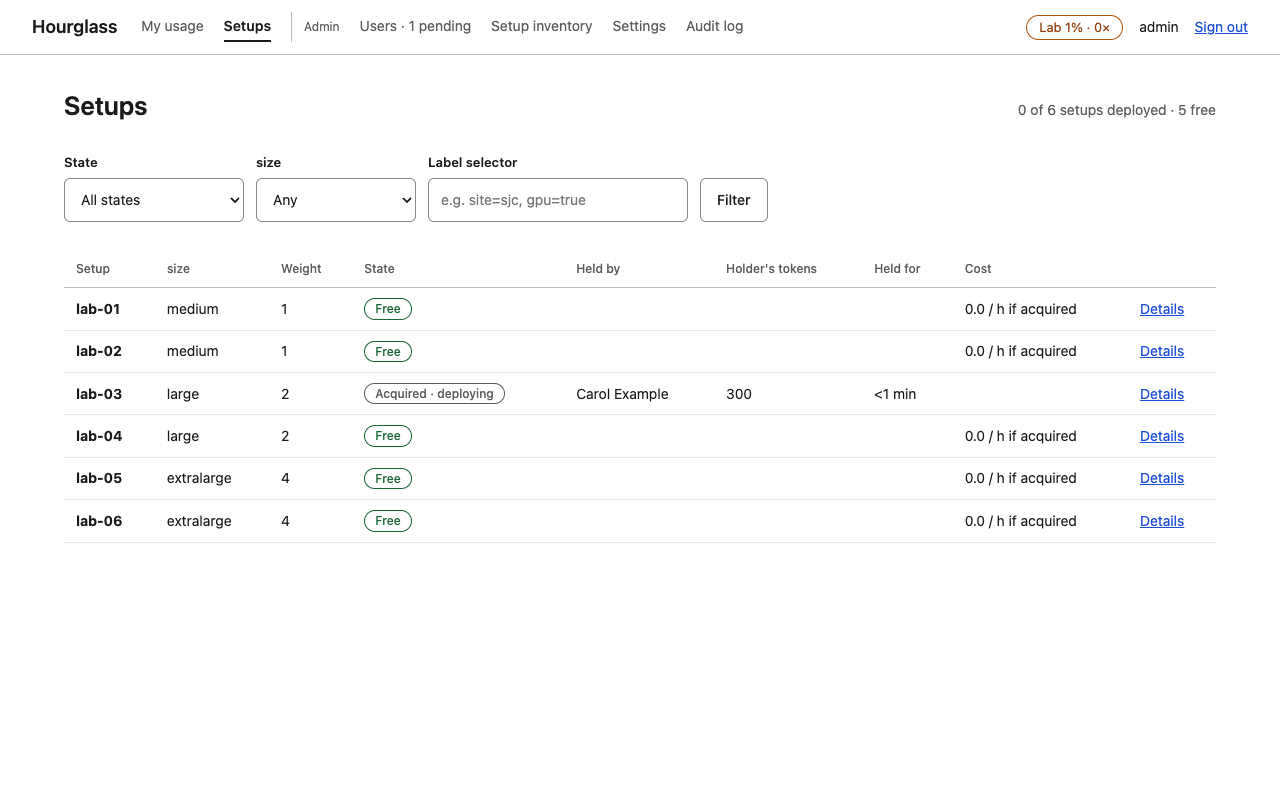 Hourglass My usage Setups Admin Users · 1 pending Setup inventory Settings Audit log Lab 1% · 0× admin Sign out
Setups 0 of 6 setups deployed · 5 free
State size Label selector
All states Any e.g. site=sjc, gpu=true Filter
Setup size Weight State Held by Holder's tokens Held for Cost
lab-01 medium 1 Free 0.0 / h if acquired Details
lab-02 medium 1 Free 0.0 / h if acquired Details
lab-03 large 2 Acquired · deploying Carol Example 300 <1 min Details
lab-04 large 2 Free 0.0 / h if acquired Details
lab-05 extralarge 4 Free 0.0 / h if acquired Details
lab-06 extralarge 4 Free 0.0 / h if acquired Details